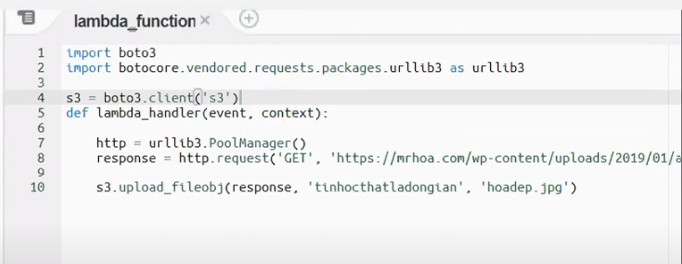 lambda_function
1 import boto3
2 import botocore.vendored.requests.packages.urllib3 as urllib3
3
4 s3 = boto3.client('s3')
5 def lambda_handler(event, context):
6
7 http = urllib3.PoolManager()
8 response = http.request('GET', 'https://mrhoa.com/wp-content/uploads/2019/01/a
9
10 s3.upload_fileobj(response, 'tinhocthatladongian', 'hoadep.jpg')